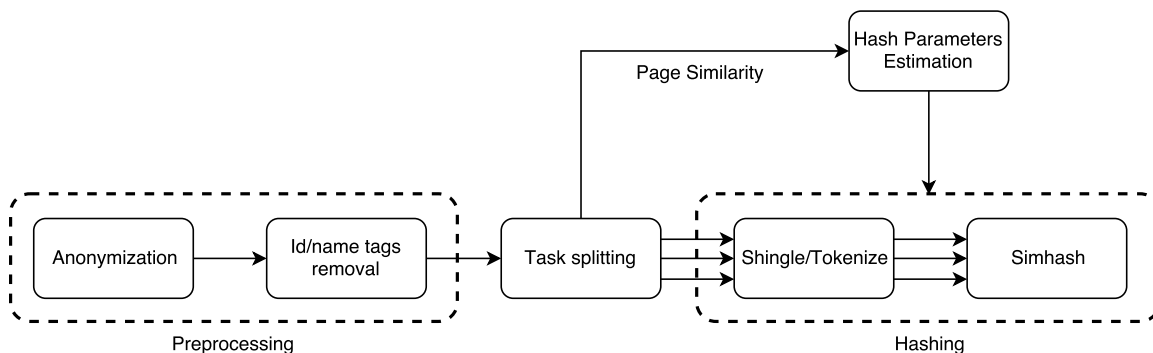 Hash Parameters
Estimation
Page Similarity
Anonymization
Id/name tags
removal
Task splitting
Shingle/Tokenize
Simhash
Preprocessing
Hashing